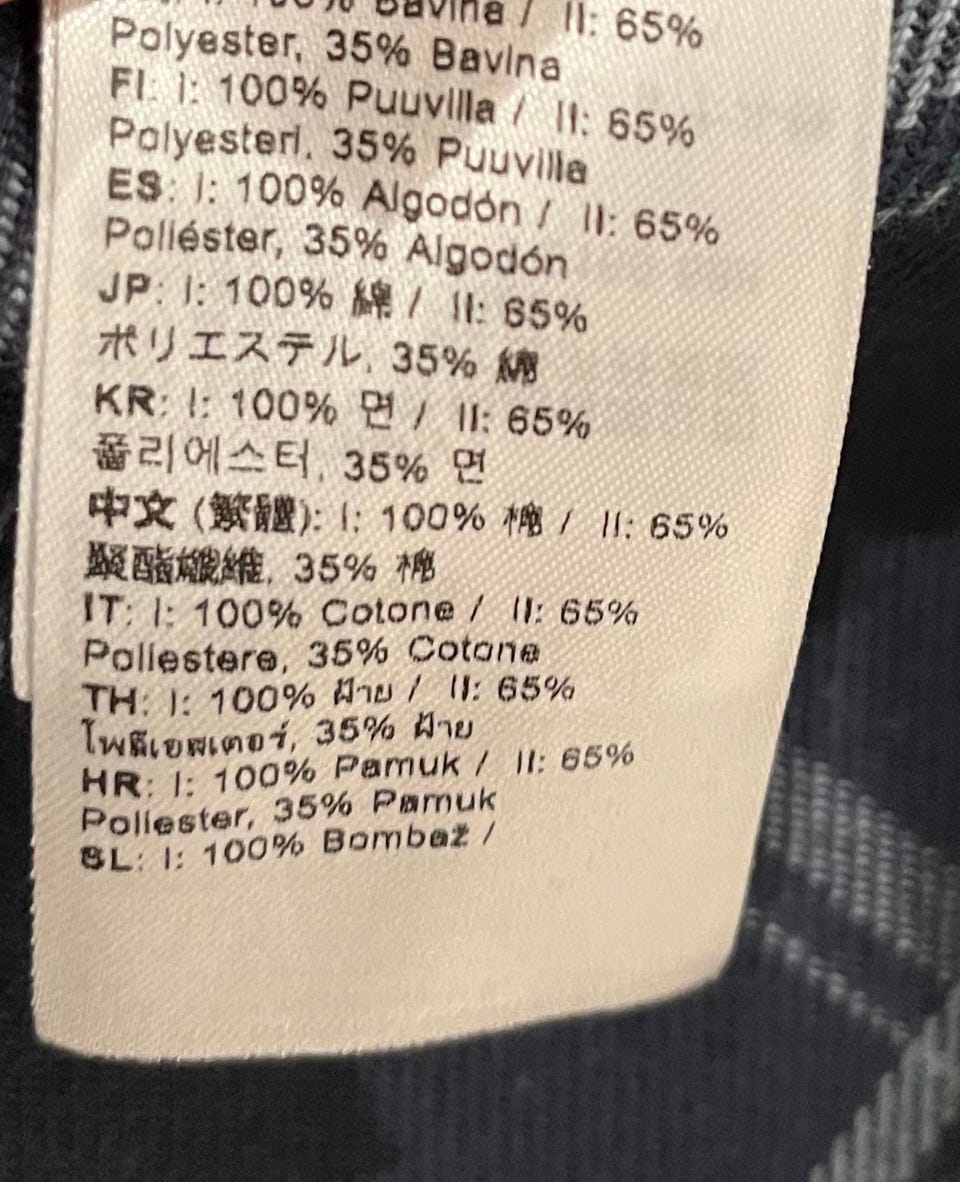 Bavlna / II: 65%
Polyester, 35% Bavlna
FI: I: 100% Puuvilla / II: 65%
Polyesteri, 35% Puuvilla
ES: I: 100% Algodón / II: 65%
Poliéster, 35% Algodón
JP: I: 100% 綿 / II: 65%
ポリエステル, 35% 綿
KR: I: 100% 면 / II: 65%
폴리에스터, 35% 면
中文 (繁體): I: 100% 棉 / II: 65%
聚酯纖維, 35% 棉
IT: I: 100% Cotone / II: 65%
Poliestere, 35% Cotone
TH: I: 100% ฝ้าย / II: 65%
โพลีเอสเตอร์, 35% ฝ้าย
HR: I: 100% Pamuk / II: 65%
Poliester, 35% Pamuk
SL: I: 100% Bombaž /